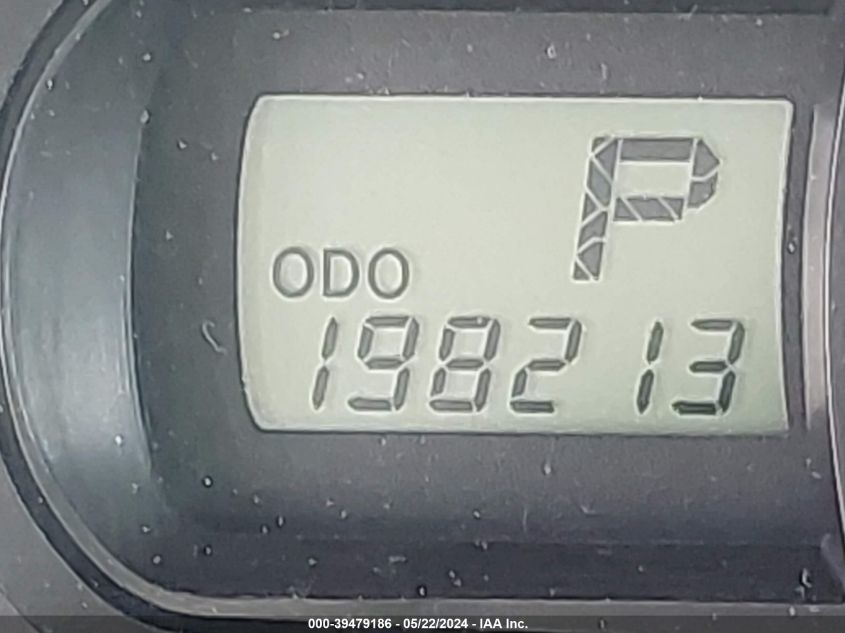 P
ODO
198213
000-39479186 - 05/22/2024 - IAA Inc.